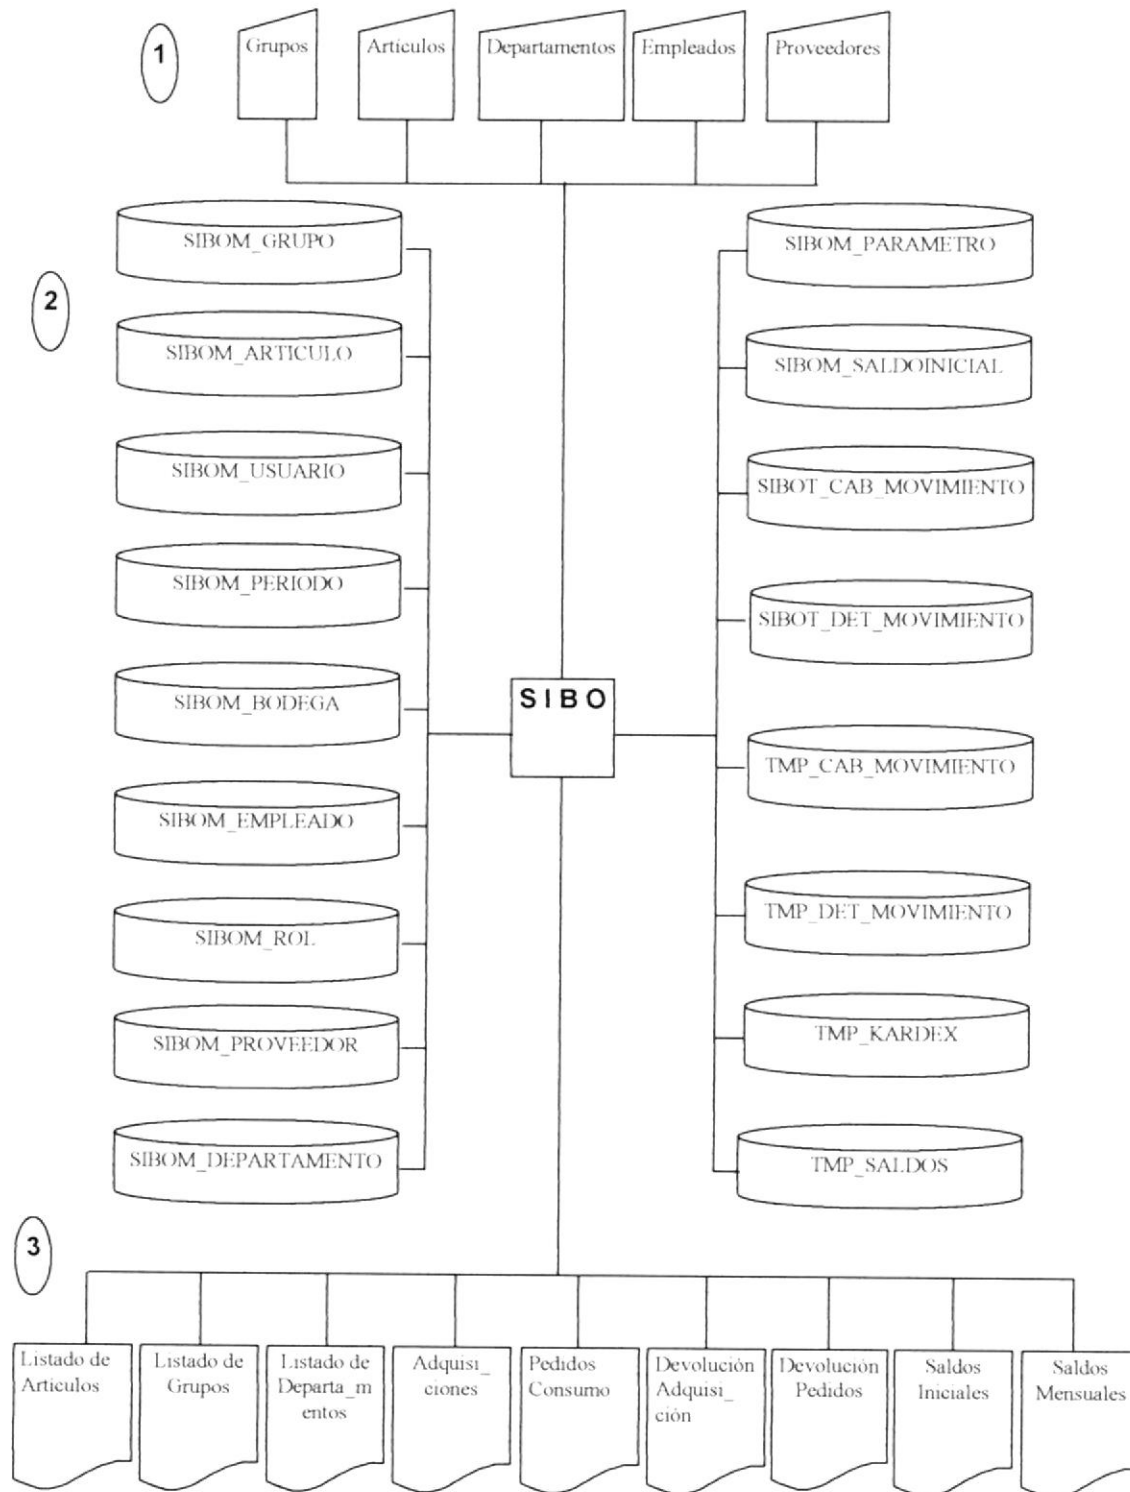 1
Grupos
Artículos
Departamentos
Empleados
Proveedores
2
SIBOM_GRUPO
SIBOM_ARTICULO
SIBOM_USUARIO
SIBOM_PERIODO
SIBOM_BODEGA
SIBOM_EMPLEADO
SIBOM_ROL
SIBOM_PROVEEDOR
SIBOM_DEPARTAMENTO
SIBO
SIBOM_PARAMETRO
SIBOM_SALDOINICIAL
SIBOT_CAB_MOVIMIENTO
SIBOT_DET_MOVIMIENTO
TMP_CAB_MOVIMIENTO
TMP_DET_MOVIMIENTO
TMP_KARDEX
TMP_SALDOS
3
Listado de
Articulos
Listado de
Grupos
Listado de
Departa_m
entos
Adquisi_
ciones
Pedidos
Consumo
Devolución
Adquisi_
ción
Devolución
Pedidos
Saldos
Iniciales
Saldos
Mensuales